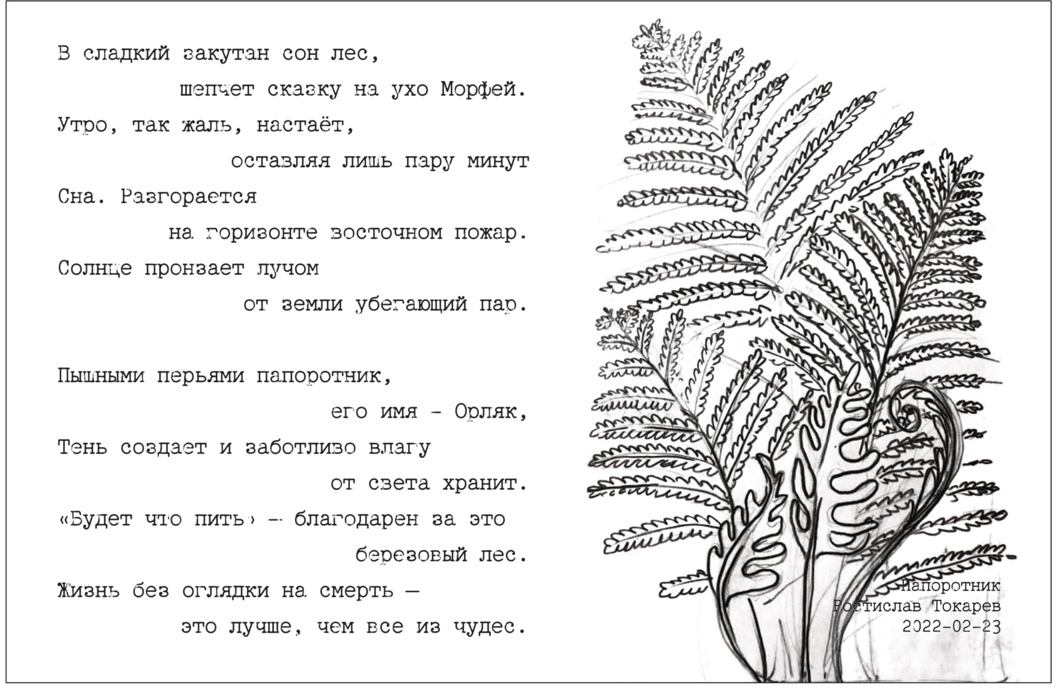 В сладкий закутан сон лес,
шепчет сказку на ухо Морфей.
Утро, так жаль, настаёт,
оставляя лишь пару минут
Сна. Разгорается
на горизонте восточном пожар.
Солнце пронзает лучом
от земли убегающий пар.
Пышными перьями папоротник,
его имя – Орляк,
Тень создает и заботливо влагу
от света хранит.
«Будет что пить» – благодарен за это
березовый лес.
Жизнь без оглядки на смерть –
это лучше, чем все из чудес.
Папоротник
Ростислав Токарев
2022-02-23